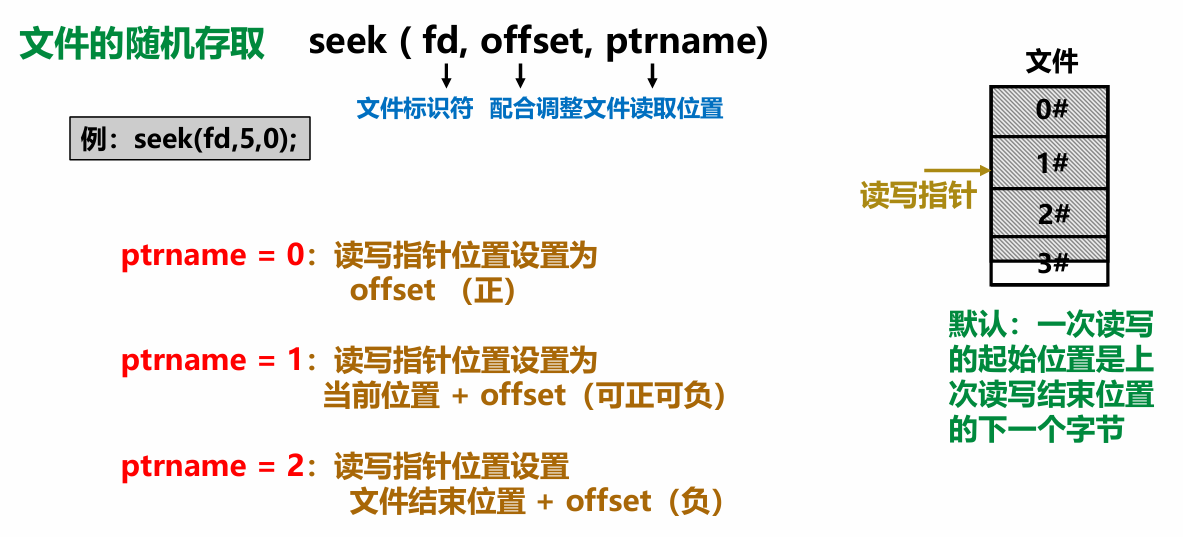 文件的随机存取 seek ( fd, offset, ptrname)
文件标识符 配合调整文件读取位置
例：seek(fd,5,0);
ptrname = 0：读写指针位置设置为
offset （正）
ptrname = 1：读写指针位置设置为
当前位置 + offset（可正可负）
ptrname = 2：读写指针位置设置
文件结束位置 + offset（负）
文件
0#
1#
读写指针
2#
3#
默认：一次读写
的起始位置是上
次读写结束位置
的下一个字节